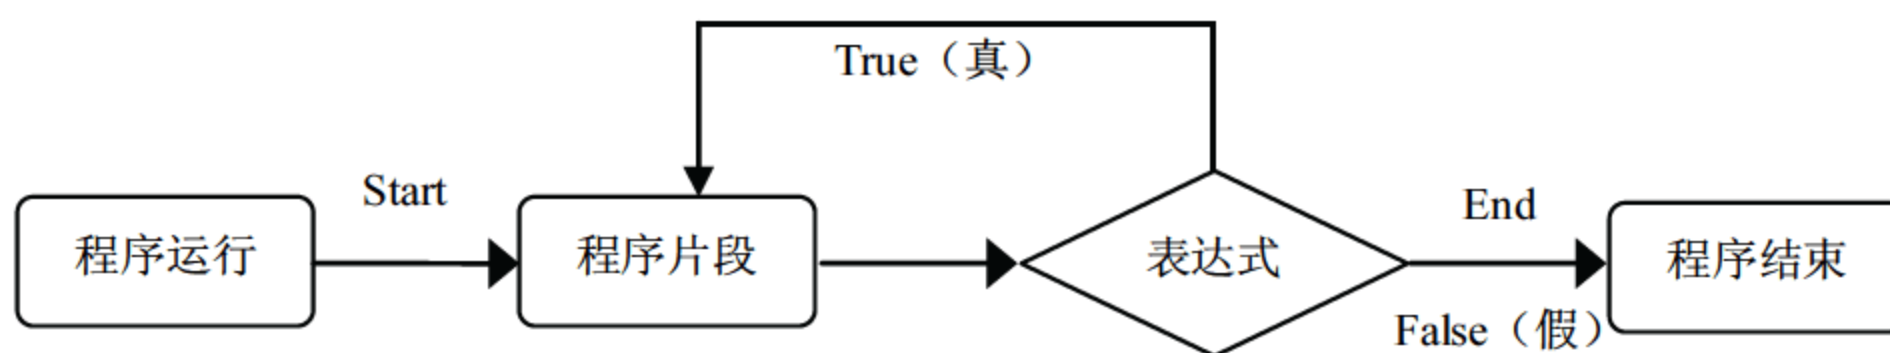 True（真）
Start
End
程序运行
程序片段
表达式
程序结束
False（假）